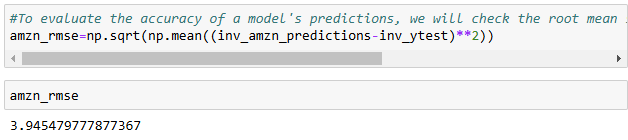 #To evaluate the accuracy of a model's predictions, we will check the root mean
amzn_rmse=np.sqrt(np.mean((inv_amzn_predictions-inv_ytest)**2))
amzn_rmse
3.945479777877367